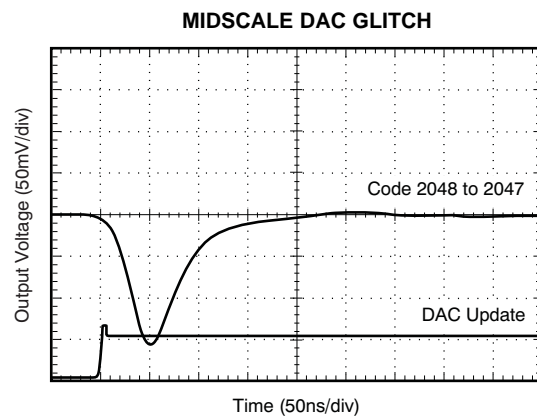 MIDSCALE DAC GLITCH
Output Voltage (50mV/div)
Code 2048 to 2047
DAC Update
Time (50ns/div)